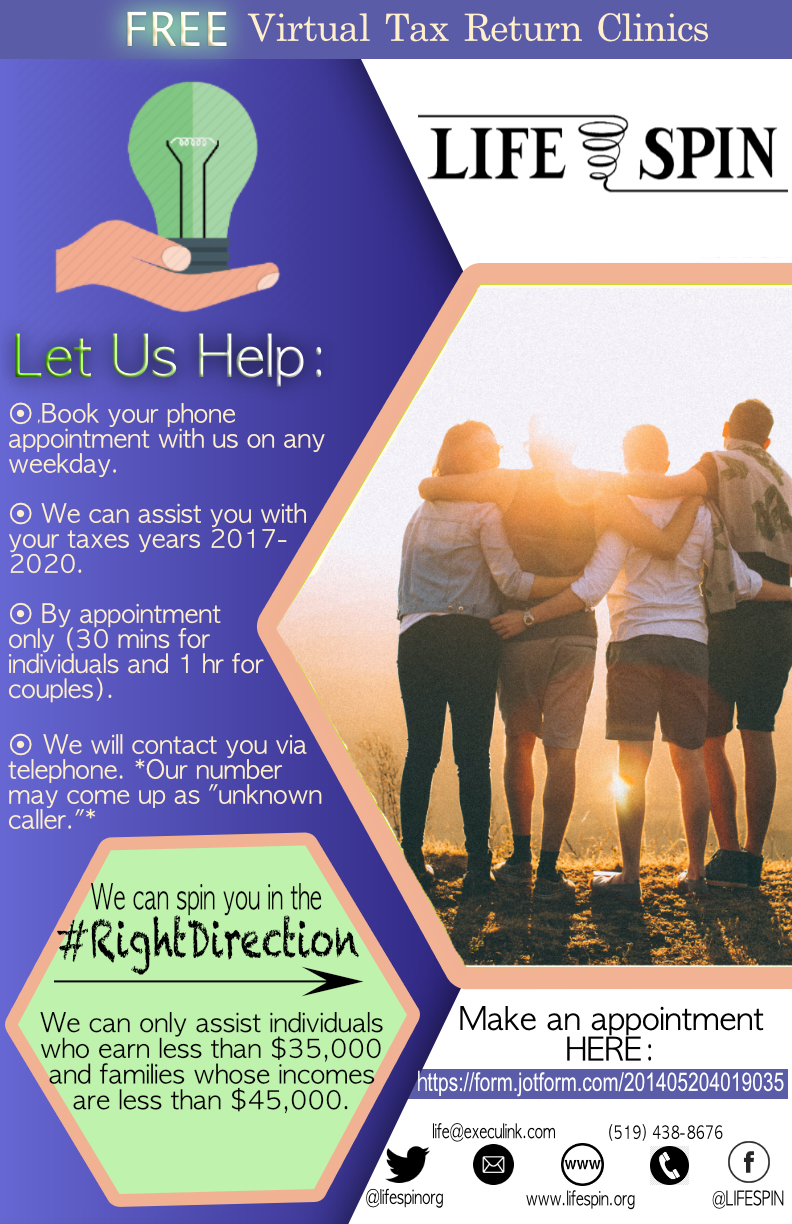 FREE Virtual Tax Return Clinics
LIFE SPIN
Let Us Help:
Book your phone
appointment with us on any
weekday.
We can assist you with
your taxes years 2017-
2020.
By appointment
only (30 mins for
individuals and 1 hr for
couples).
We will contact you via
telephone. *Our number
may come up as "unknown
caller."*
We can spin you in the
#RightDirection
We can only assist individuals
who earn less than $35,000
and families whose incomes
are less than $45,000.
Make an appointment
HERE:
https://form.jotform.com/201405204019035
life@execulink.com (519) 438-8676
www
f
@lifespinorg www.lifespin.org @LIFESPIN